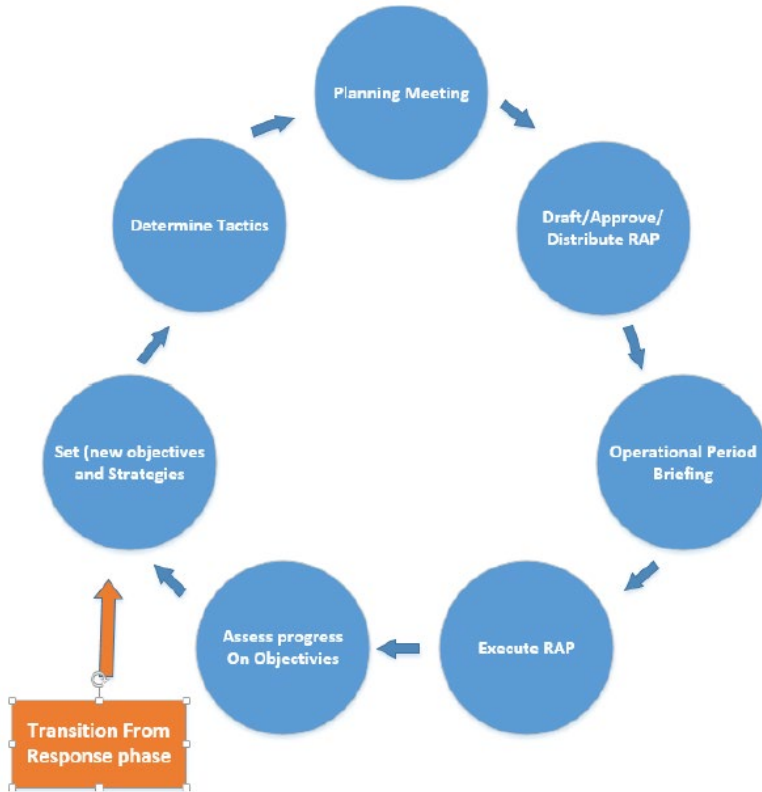 Planning Meeting
Draft/Approve/
Distribute RAP
Operational Period
Briefing
Execute RAP
Assess progress
On Objectivies
Set (new objectives
and Strategies
Determine Tactics
Transition From
Response phase